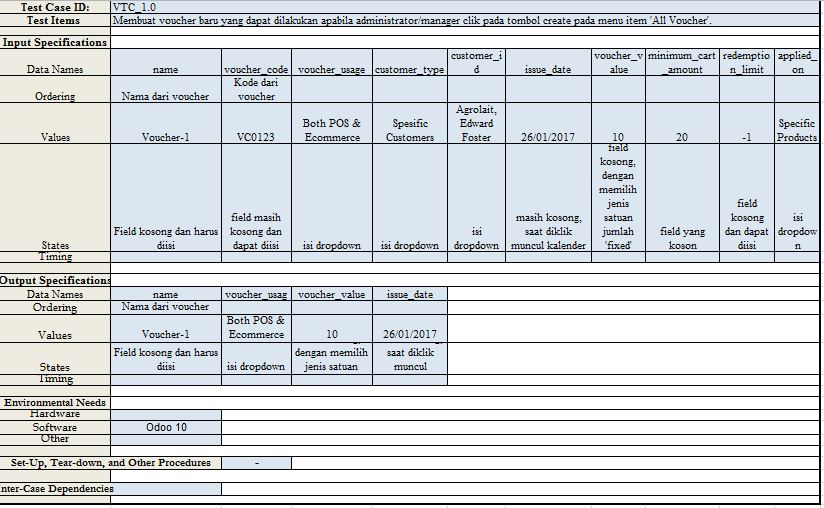 Test Case ID: VTC_1.0
Test Items Membuat voucher baru yang dapat dilakukan apabila administrator/manager clik pada tombol create pada menu item 'All Voucher'.
Input Specifications
Data Names name voucher_code voucher_usage customer_type customer_id issue_date voucher_value minimum_cart_amount redemption_limit applied_on
Ordering Nama dari voucher Kode dari voucher
Values Voucher-1 VC0123 Both POS & Ecommerce Spesific Customers Agrolait, Edward Foster 26/01/2017 10 20 -1 Specific Products
States Field kosong dan harus diisi field masih kosong dan dapat diisi isi dropdown isi dropdown isi dropdown masih kosong, saat diklik muncul kalender field kosong, dengan memilih jenis satuan jumlah 'fixed' field yang koson field kosong dan dapat diisi isi dropdown
Timing
Output Specifications
Data Names name voucher_usag voucher_value issue_date
Ordering Nama dari voucher
Values Voucher-1 Both POS & Ecommerce 10 26/01/2017
States Field kosong dan harus diisi isi dropdown dengan memilih jenis satuan saat diklik muncul
Timing
Environmental Needs
Hardware
Software Odoo 10
Other
Set-Up, Tear-down, and Other Procedures -
nter-Case Dependencies